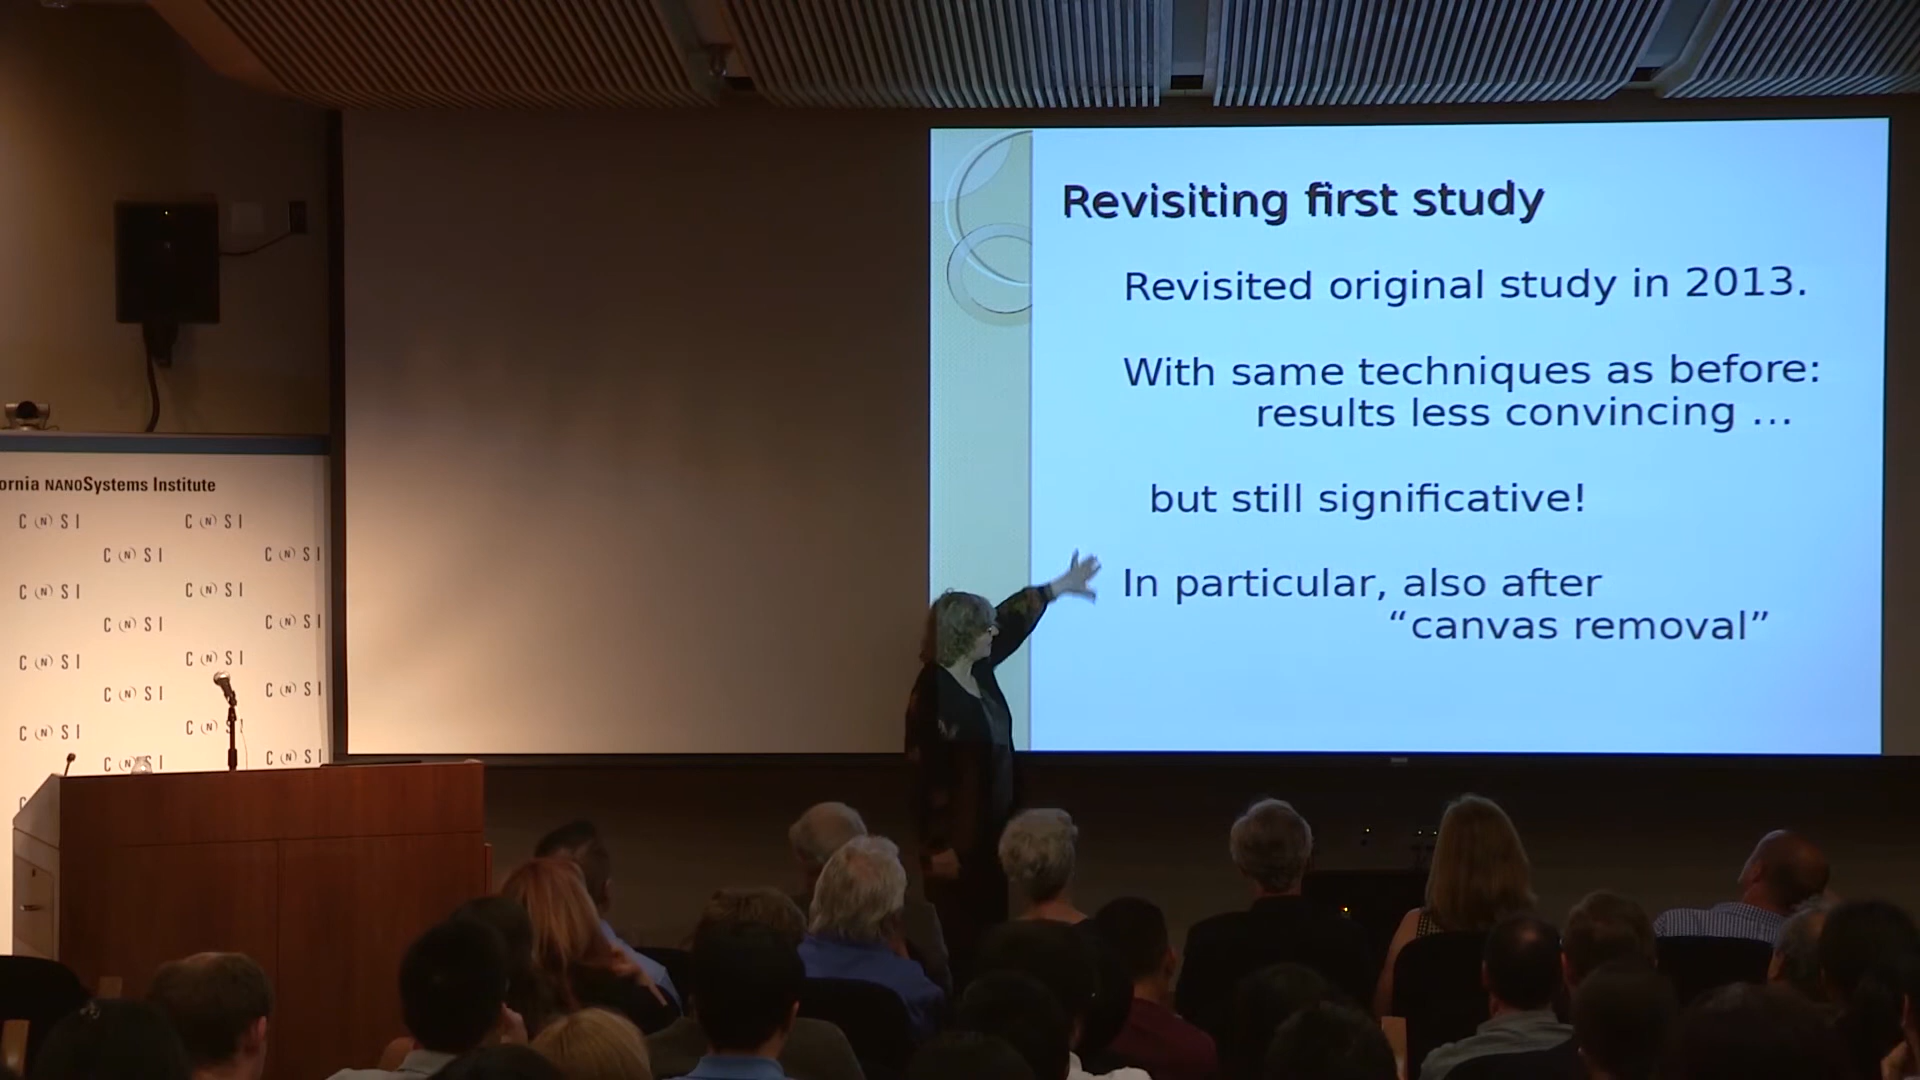 Revisiting first study
Revisited original study in 2013.
With same techniques as before:
results less convincing ...
but still significative!
In particular, also after
“canvas removal”
ornia NANOSystems Institute
C N S I C N S I
C N S I C N S I
C N S I C N S I
C N S I C N S I
C N S I C N S I
C N S I C N S I
C N S I C N
C N S I C N S I